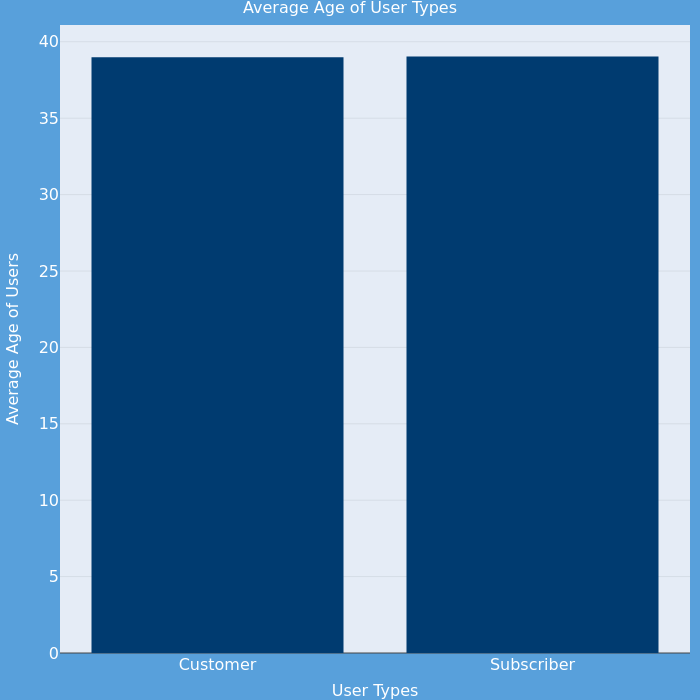 Average Age of User Types
Average Age of Users
40
35
30
25
20
15
10
5
0
Customer Subscriber
User Types